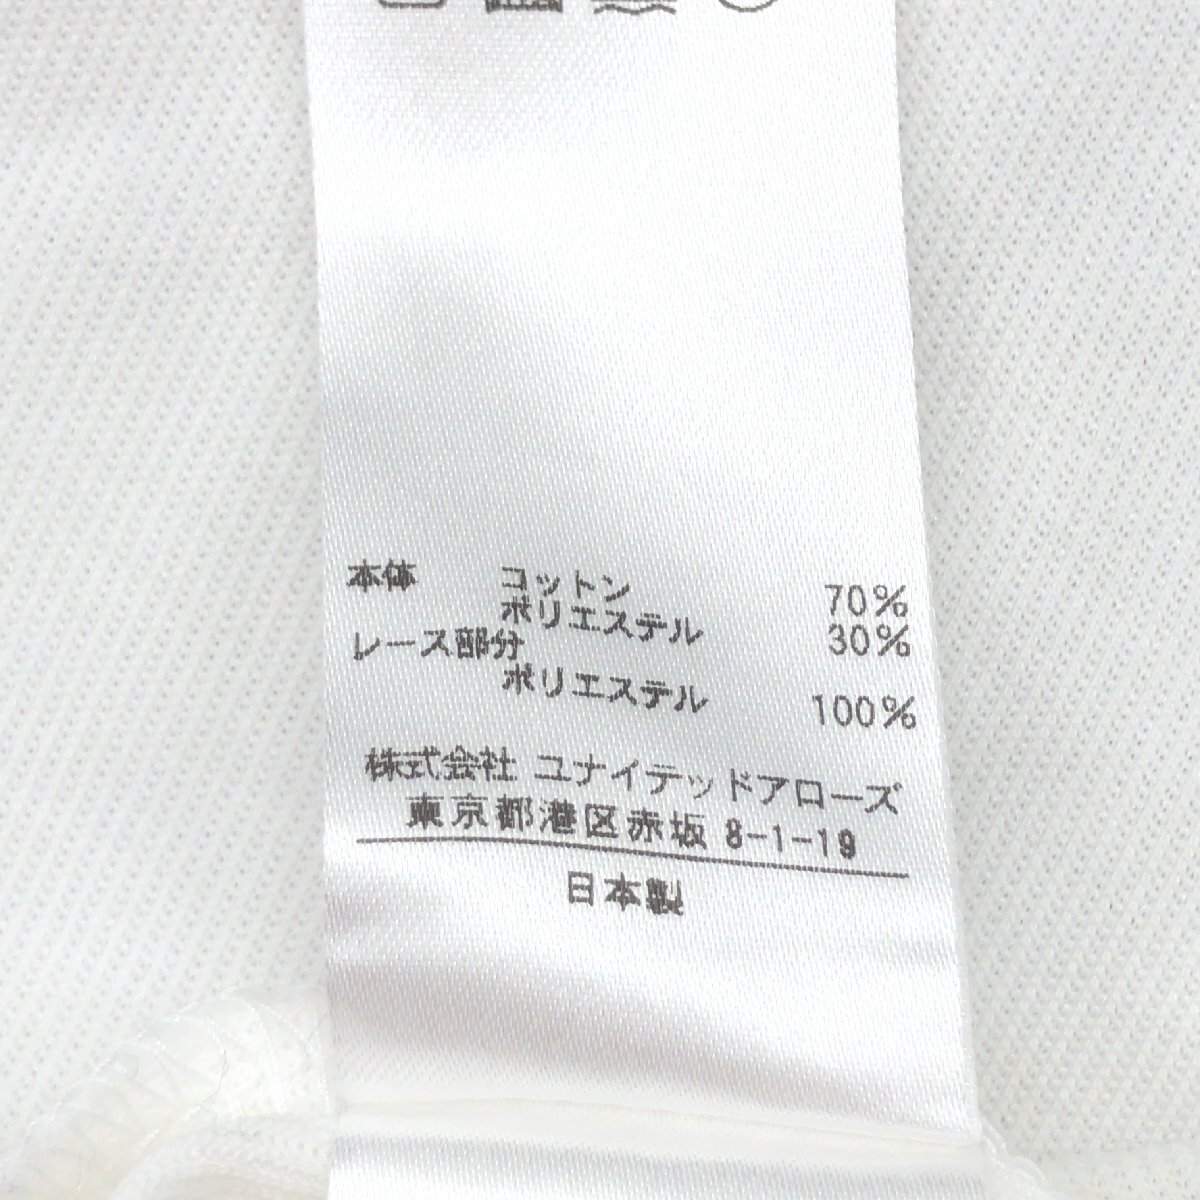 本体 コットン 70%
ポリエステル 30%
レース部分
ポリエステル 100%
株式会社 ユナイテッドアローズ
東京都港区赤坂 8-1-19
日本製